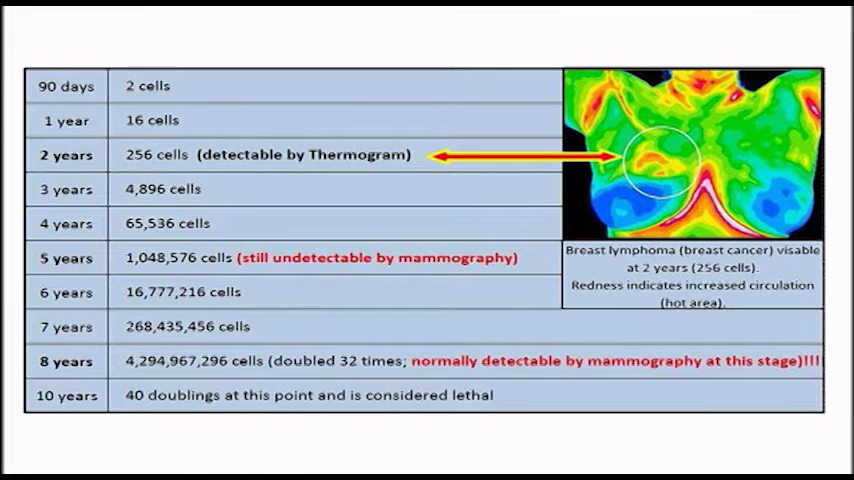 90 days 2 cells
1 year 16 cells
2 years 256 cells (detectable by Thermogram)
3 years 4,896 cells
4 years 65,536 cells
5 years 1,048,576 cells (still undetectable by mammography)
6 years 16,777,216 cells
7 years 268,435,456 cells
8 years 4,294,967,296 cells (doubled 32 times; normally detectable by mammography at this stage)!!!
10 years 40 doublings at this point and is considered lethal
Breast lymphoma (breast cancer) visable
at 2 years (256 cells).
Redness indicates increased circulation
(hot area).